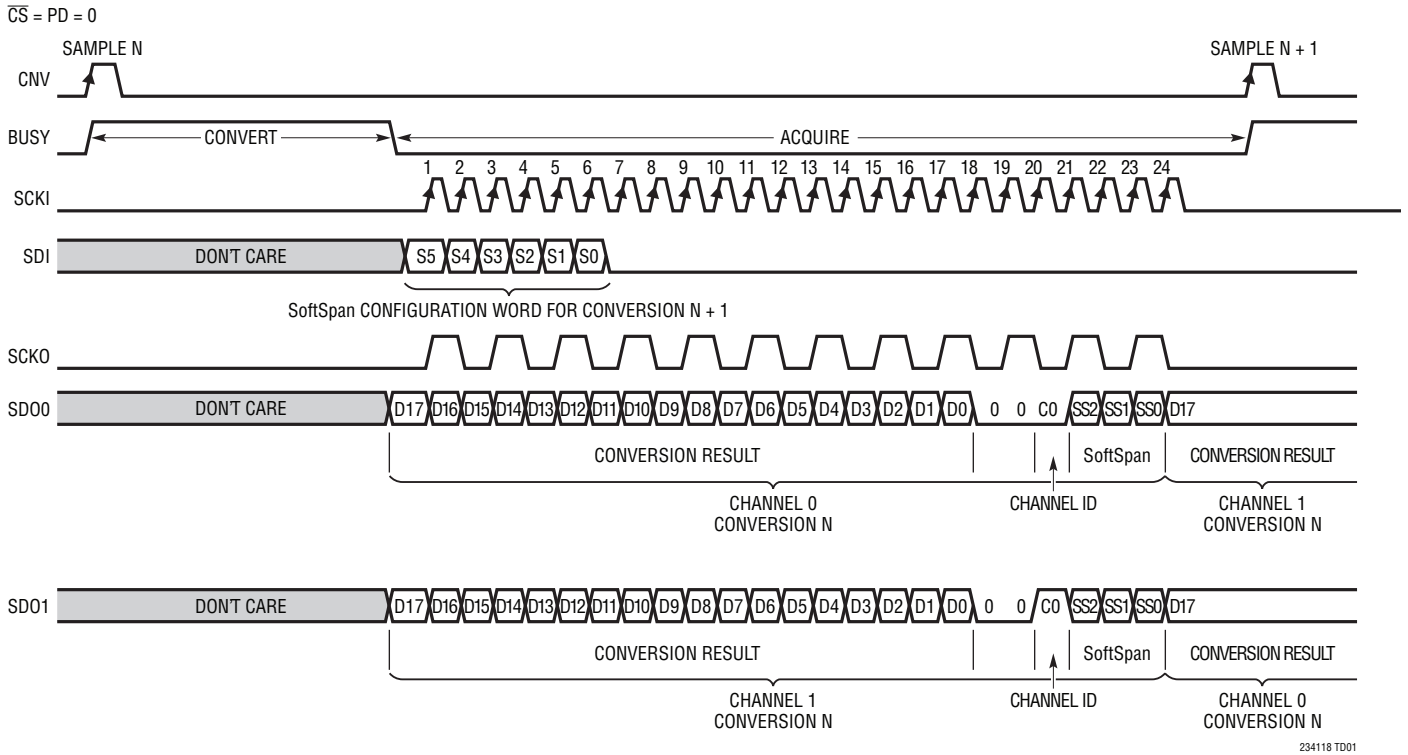 CS = PD = 0
SAMPLE N SAMPLE N + 1
CNV
BUSY CONVERT ACQUIRE
1 2 3 4 5 6 7 8 9 10 11 12 13 14 15 16 17 18 19 20 21 22 23 24
SCKI
SDI DON'T CARE S5 S4 S3 S2 S1 S0
SoftSpan CONFIGURATION WORD FOR CONVERSION N + 1
SCKO
SDO0 DON'T CARE D17 D16 D15 D14 D13 D12 D11 D10 D9 D8 D7 D6 D5 D4 D3 D2 D1 D0 0 0 C0 SS2 SS1 SS0 D17
CONVERSION RESULT SoftSpan CONVERSION RESULT
CHANNEL 0 CHANNEL ID CHANNEL 1
CONVERSION N CONVERSION N
SDO1 DON'T CARE D17 D16 D15 D14 D13 D12 D11 D10 D9 D8 D7 D6 D5 D4 D3 D2 D1 D0 0 0 C0 SS2 SS1 SS0 D17
CONVERSION RESULT SoftSpan CONVERSION RESULT
CHANNEL 1 CHANNEL ID CHANNEL 0
CONVERSION N CONVERSION N
234118 TD01